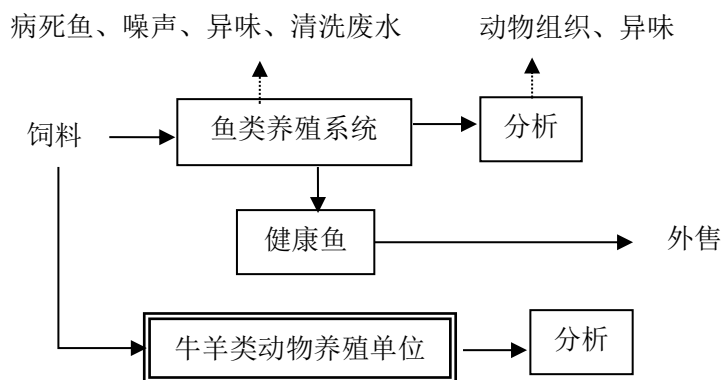 病死鱼、噪声、异味、清洗废水
动物组织、异味
饲料
鱼类养殖系统
分析
健康鱼
外售
牛羊类动物养殖单位
分析